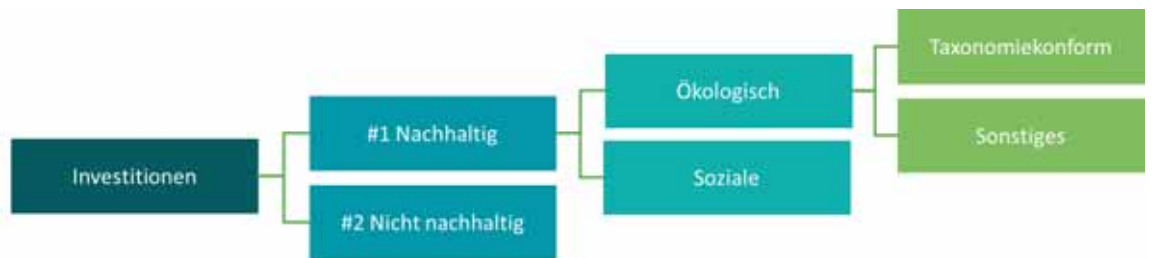 Investitionen
#1 Nachhaltig
#2 Nicht nachhaltig
Ökologisch
Soziale
Taxonomiekonform
Sonstiges